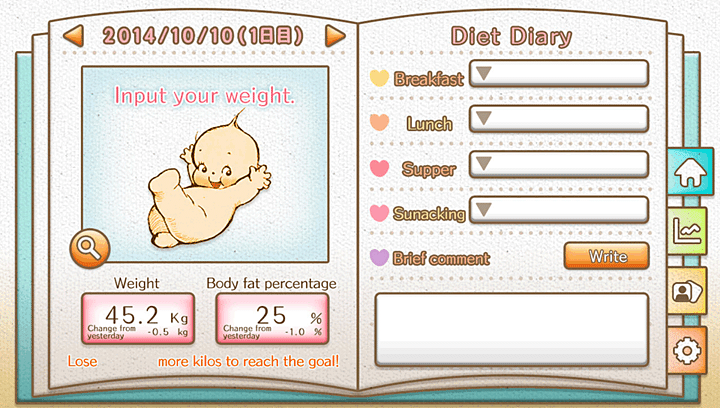 2014/10/10(1日目)
Input your weight.
Weight
Body fat percentage
45.2 Kg
Change from
yesterday -0.5 kg
25 %
Change from
yesterday -1.0 %
Lose more kilos to reach the goal!
Diet Diary
Breakfast
Lunch
Supper
Sunacking
Brief comment
Write